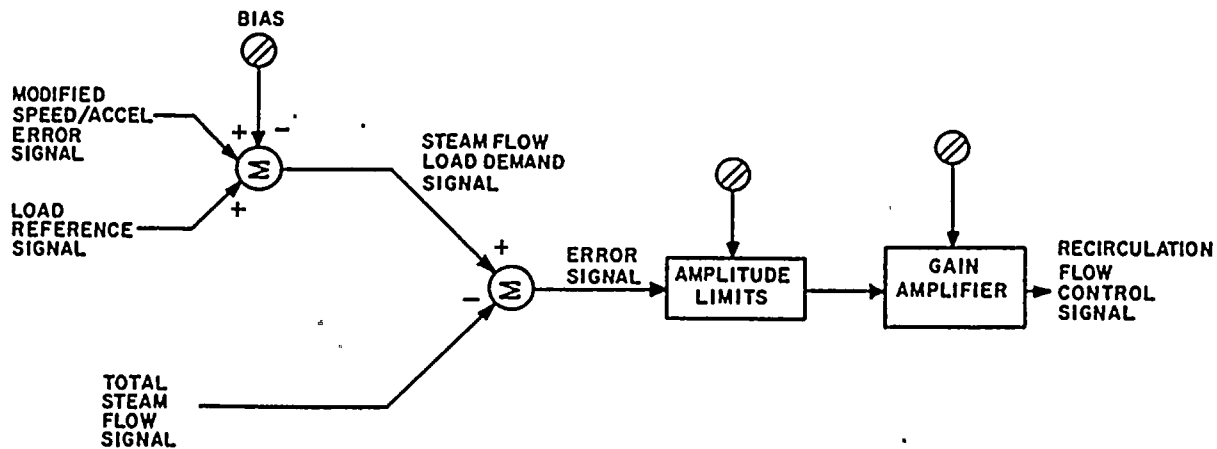 BIAS
MODIFIED
SPEED/ACCEL
ERROR
SIGNAL
+
−
M
+
LOAD
REFERENCE
SIGNAL
STEAM FLOW
LOAD DEMAND
SIGNAL
+
−
M
TOTAL
STEAM
FLOW
SIGNAL
ERROR
SIGNAL
AMPLITUDE
LIMITS
GAIN
AMPLIFIER
RECIRCULATION
FLOW
CONTROL
SIGNAL